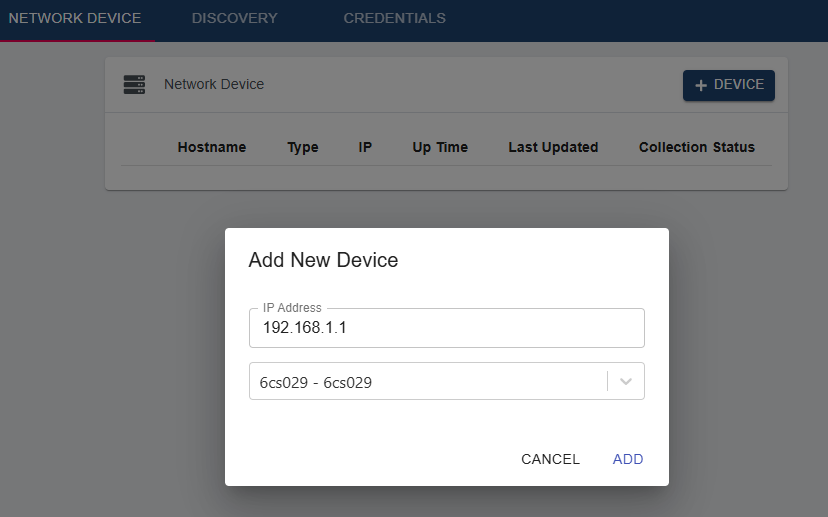 NETWORK DEVICE DISCOVERY CREDENTIALS
Network Device + DEVICE
Hostname Type IP Up Time Last Updated Collection Status
Add New Device
IP Address
192.168.1.1
6cs029 - 6cs029
CANCEL ADD